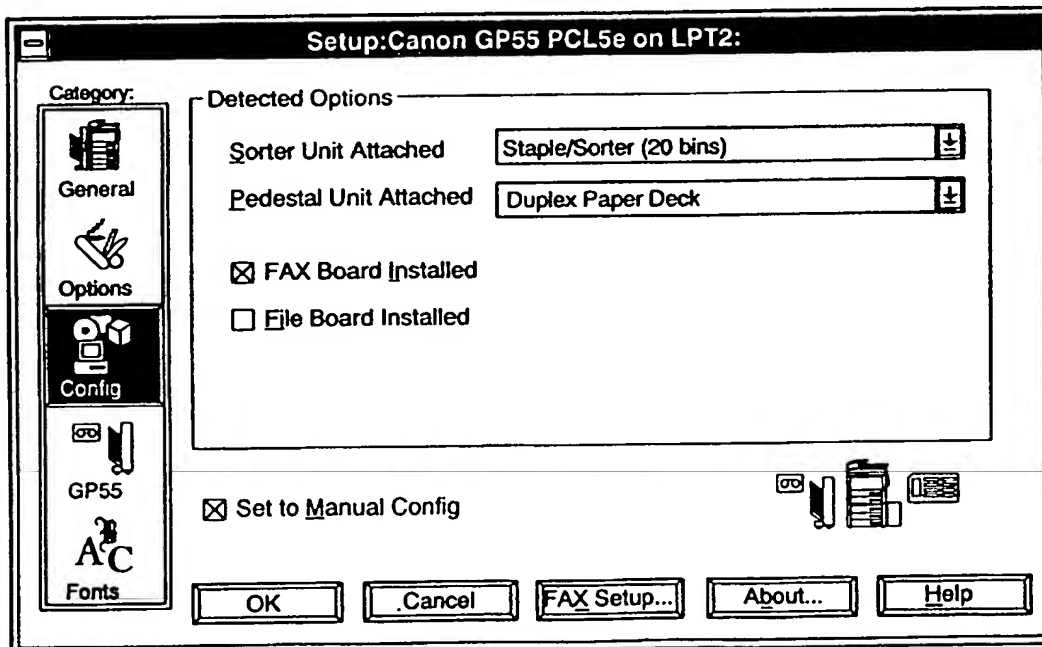 Setup:Canon GP55 PCL5e on LPT2:
Category:
General
Options
Config
GP55
Fonts
Detected Options
Sorter Unit Attached
Staple/Sorter (20 bins)
Pedestal Unit Attached
Duplex Paper Deck
FAX Board Installed
File Board Installed
Set to Manual Config
OK
Cancel
FAX Setup...
About...
Help